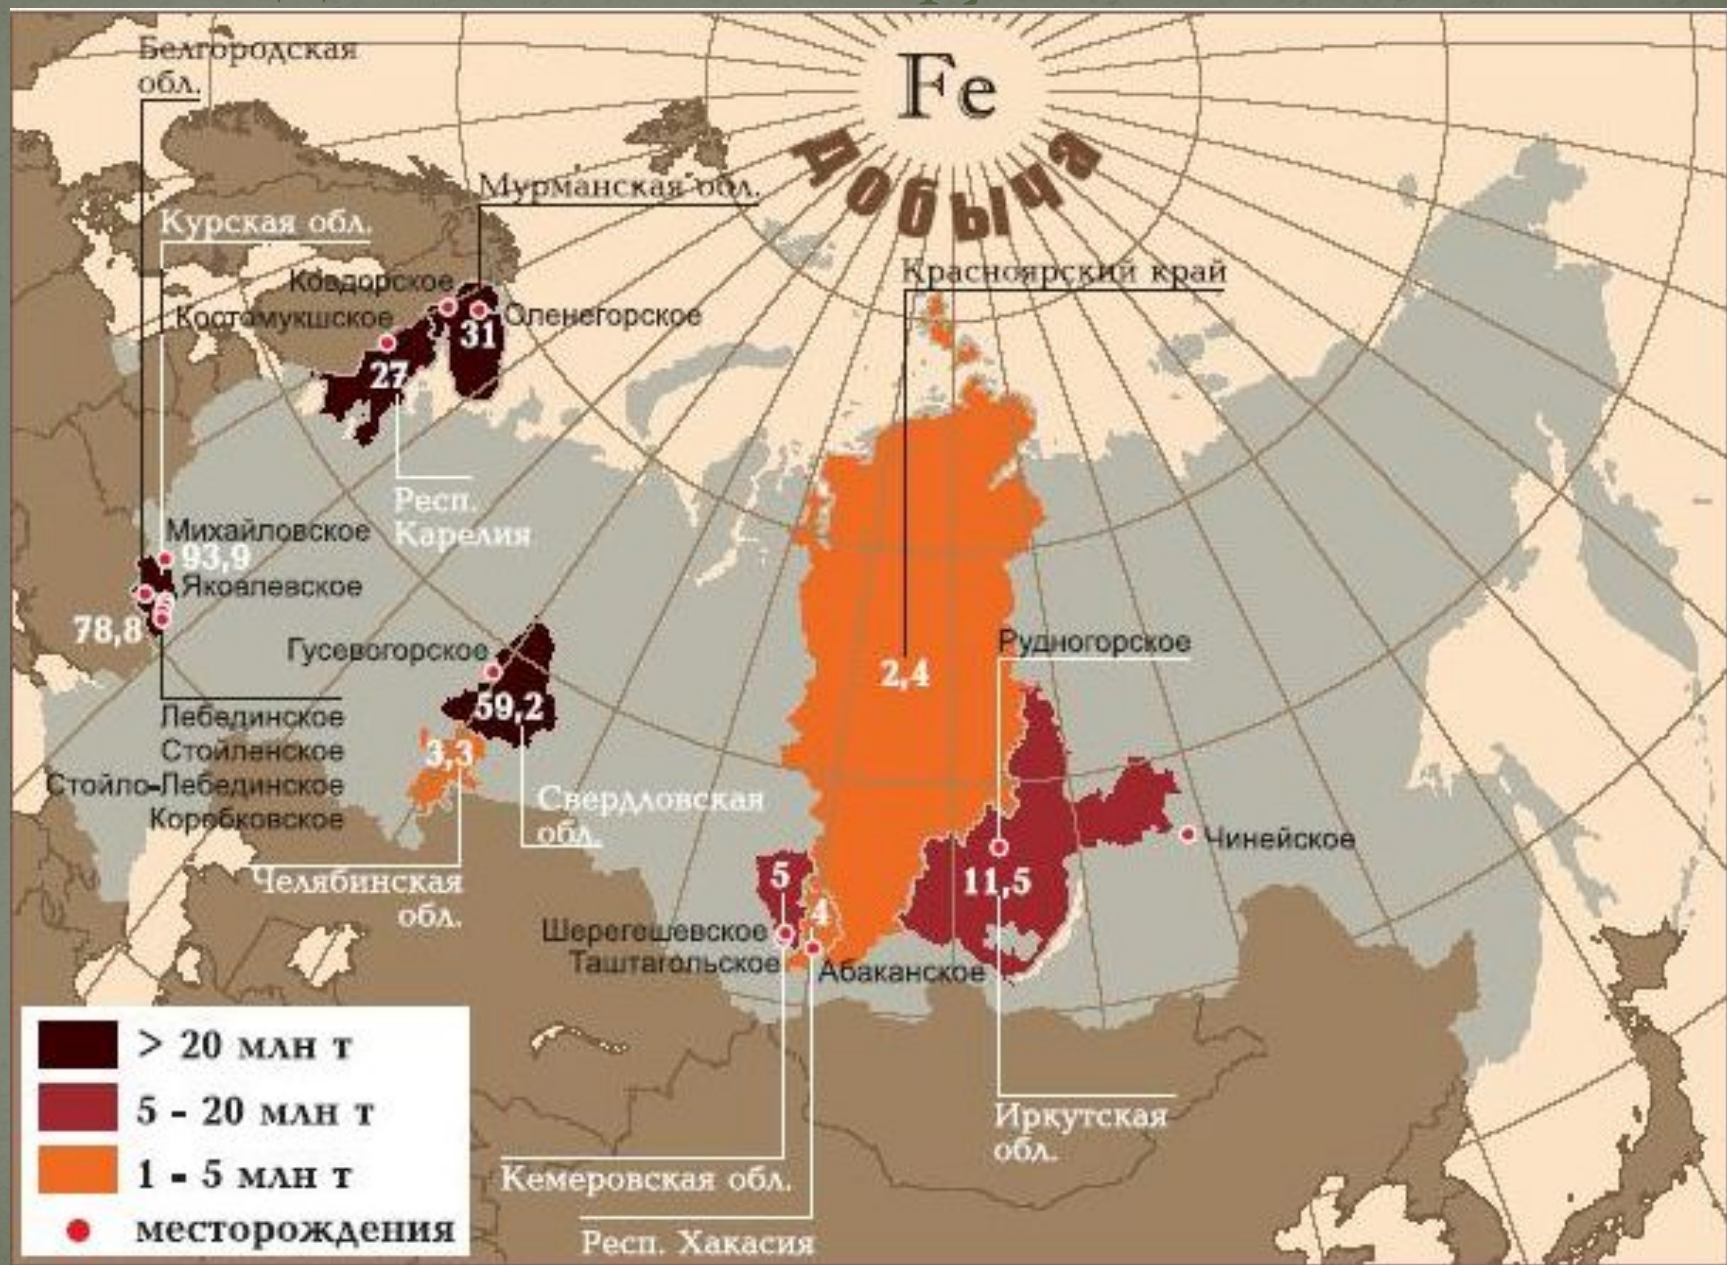 Fe
добыча
Белгородская
обл.
Мурманская обл.
Курская обл.
Ковдорское
Костомукшское
Оленегорское
31
27
Красноярский край
Респ.
Карелия
Михайловское
93,9
Яковлевское
78,8
Гусевогорское
59,2
Рудногорское
2,4
Лебединское
Стойленское
Стойло-Лебединское
Коробковское
3,3
Свердловская
обл.
Челябинская
обл.
Чинейское
5
4
11,5
Шерегешевское
Таштагольское
Абаканское
Иркутская
обл.
Кемеровская обл.
Респ. Хакасия
> 20 млн т
5 - 20 млн т
1 - 5 млн т
месторождения